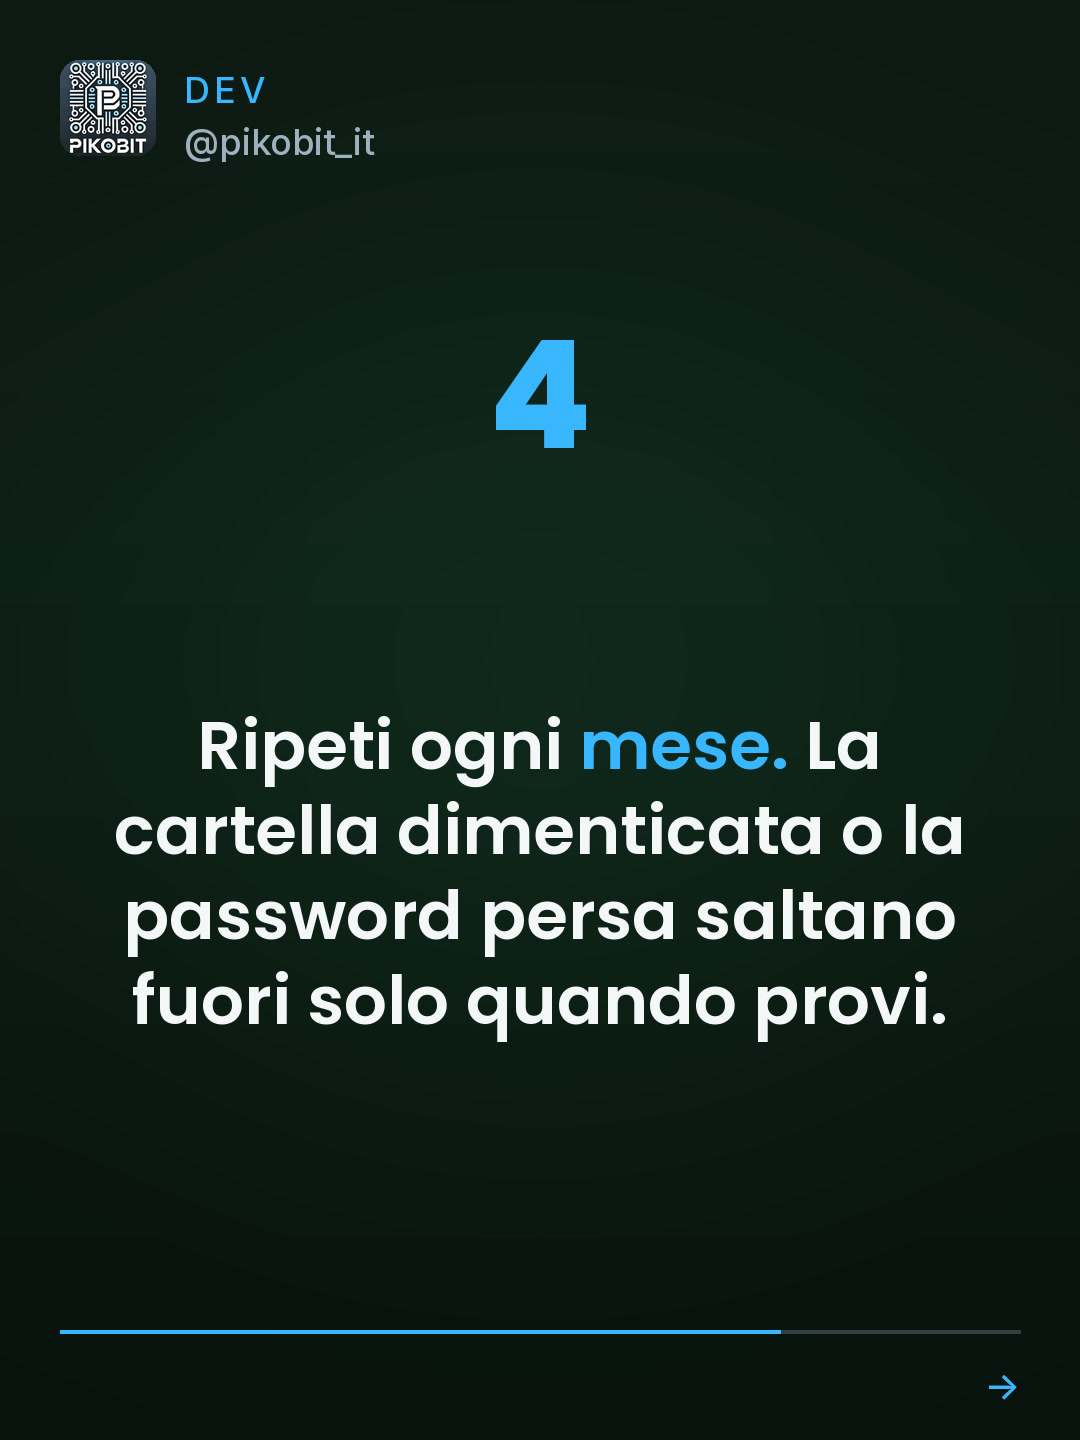 PIKOBIT
DEV
@pikobit_it
4
Ripeti ogni mese. La
cartella dimenticata o la
password persa saltano
fuori solo quando provi.